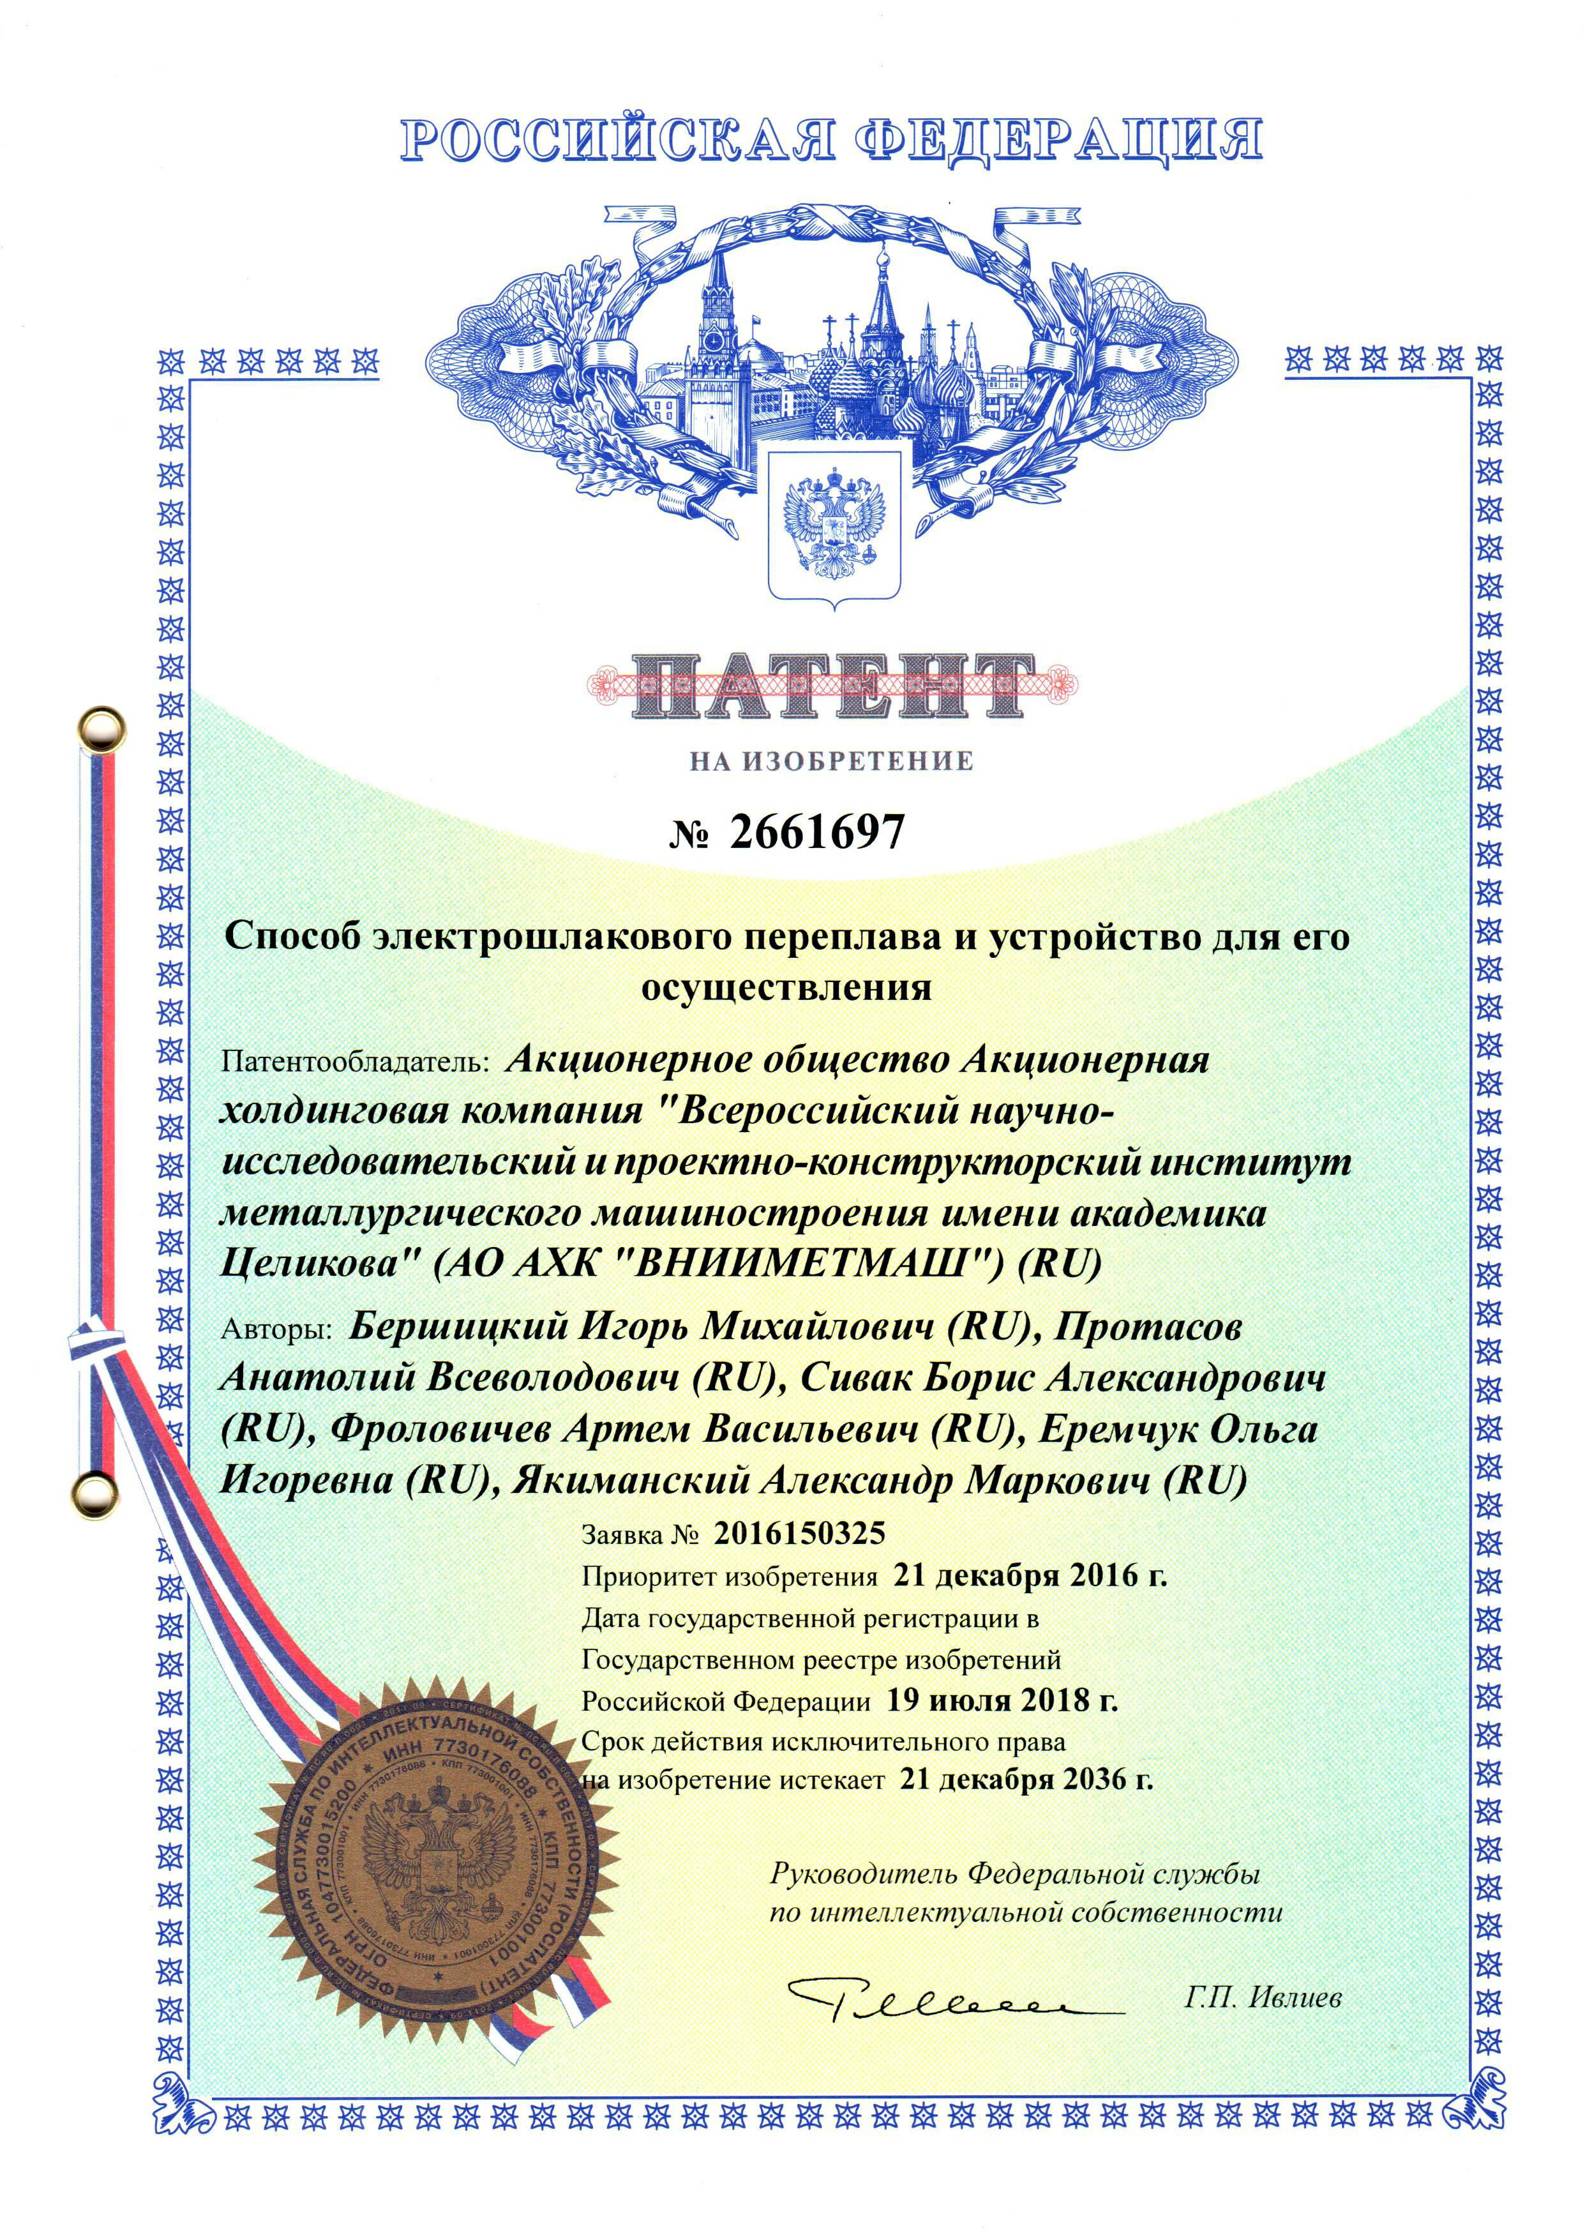 РОССИЙСКАЯ ФЕДЕРАЦИЯ
ПАТЕНТ
НА ИЗОБРЕТЕНИЕ
№ 2661697
Способ электрошлакового переплава и устройство для его
осуществления
Патентообладатель: Акционерное общество Акционерная
холдинговая компания "Всероссийский научно-
исследовательский и проектно-конструкторский институт
металлургического машиностроения имени академика
Целикова" (АО АХК "ВНИИМЕТМАШ") (RU)
Авторы: Бершицкий Игорь Михайлович (RU), Протасов
Анатолий Всеволодович (RU), Сивак Борис Александрович
(RU), Фроловичев Артем Васильевич (RU), Еремчук Ольга
Игоревна (RU), Якиманский Александр Маркович (RU)
Заявка № 2016150325
Приоритет изобретения 21 декабря 2016 г.
Дата государственной регистрации в
Государственном реестре изобретений
Российской Федерации 19 июля 2018 г.
Срок действия исключительного права
на изобретение истекает 21 декабря 2036 г.
ФЕДЕРАЛЬНАЯ СЛУЖБА ПО ИНТЕЛЛЕКТУАЛЬНОЙ СОБСТВЕННОСТИ (РОСПАТЕНТ)
ОГРН 1047730015200 * ИНН 7730176088 * КПП 773001001 *
Руководитель Федеральной службы
по интеллектуальной собственности
Г.П. Ивлиев